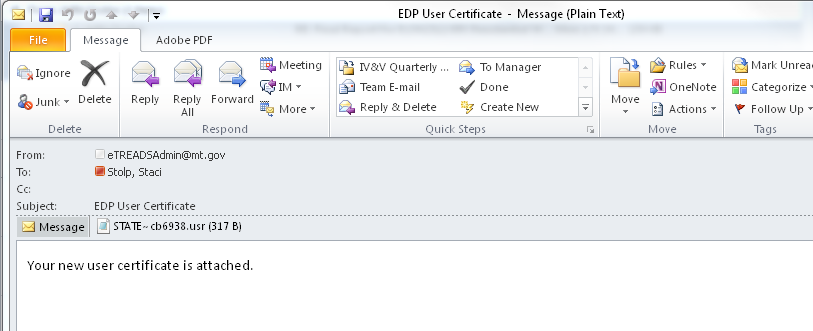 EDP User Certificate - Message (Plain Text)
File Message Adobe PDF
Ignore
Junk
Delete
Delete
Reply
Reply All
Forward
Meeting
IM
More
Respond
IV&V Quarterly ...
Team E-mail
Reply & Delete
To Manager
Done
Create New
Quick Steps
Move
Rules
OneNote
Actions
Move
Mark Unrea
Categorize
Follow Up
Tags
From: eTREADSAdmin@mt.gov
To: Stolp, Staci
Cc:
Subject: EDP User Certificate
Message STATE~cb6938.usr (317 B)
Your new user certificate is attached.